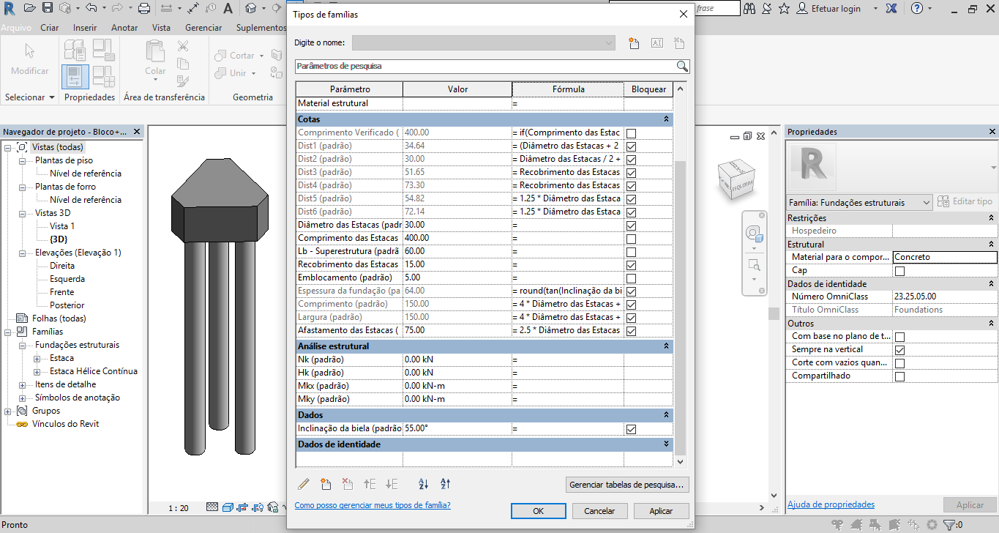 frase
Efetuar login
Arquivo Criar Inserir Anotar Vista Gerenciar Suplementos
Modificar
Colar
Cortar
Unir
Selecionar Propriedades Área de transferência Geometria
Navegador de projeto - Bloco+...
Vistas (todas)
Plantas de piso
Nível de referência
Plantas de forro
Nível de referência
Vistas 3D
Vista 1
{3D}
Elevações (Elevação 1)
Direita
Esquerda
Frente
Posterior
Folhas (todas)
Famílias
Fundações estruturais
Estaca
Estaca Hélice Contínua
Itens de detalhe
Símbolos de anotação
Grupos
Vínculos do Revit
1 : 20
Pronto
Tipos de famílias
Digite o nome:
Parâmetros de pesquisa
Parâmetro Valor Fórmula Bloquear
Material estrutural =
Cotas
Comprimento Verificado ( 400.00 = if(Comprimento das Estac
Dist1 (padrão) 34.64 = (Diâmetro das Estacas + 2
Dist2 (padrão) 30.00 = Diâmetro das Estacas / 2 +
Dist3 (padrão) 51.65 = Recobrimento das Estacas
Dist4 (padrão) 73.30 = Recobrimento das Estacas
Dist5 (padrão) 54.82 = 1.25 * Diâmetro das Estaca
Dist6 (padrão) 72.14 = 1.25 * Diâmetro das Estaca
Diâmetro das Estacas (padr 30.00 =
Comprimento das Estacas 400.00 =
Lb - Superestrutura (padrã 60.00 =
Recobrimento das Estacas 15.00 =
Emblocamento (padrão) 5.00 =
Espessura da fundação (pa 64.00 = round(tan(Inclinação da bi
Comprimento (padrão) 150.00 = 4 * Diâmetro das Estacas +
Largura (padrão) 150.00 = 4 * Diâmetro das Estacas +
Afastamento das Estacas ( 75.00 = 2.5 * Diâmetro das Estacas
Análise estrutural
Nk (padrão) 0.00 kN =
Hk (padrão) 0.00 kN =
Mkx (padrão) 0.00 kN-m =
Mky (padrão) 0.00 kN-m =
Dados
Inclinação da biela (padrão 55.00° =
Dados de identidade
Gerenciar tabelas de pesquisa...
Como posso gerenciar meus tipos de família?
OK Cancelar Aplicar
ESQUERDA
Propriedades
Família: Fundações estruturais Editar tipo
Restrições
Hospedeiro
Estrutural
Material para o compor... Concreto
Cap
Dados de identidade
Número OmniClass 23.25.05.00
Título OmniClass Foundations
Outros
Com base no plano de t...
Sempre na vertical
Corte com vazios quan...
Compartilhado
Ajuda de propriedades Aplicar
:0